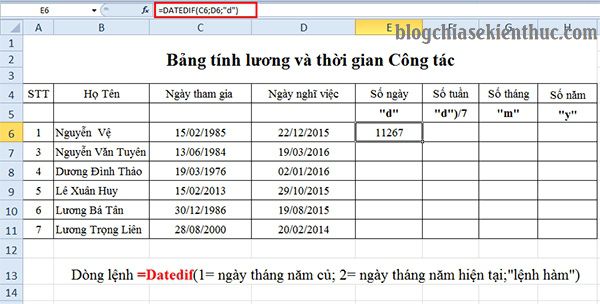 E6 fx =DATEDIF(C6;D6;"d")
blogchiasekienthuc.com
A B C D E F G H
1
2 Bảng tính lương và thời gian Công tác
3
4 STT Họ Tên Ngày tham gia Ngày nghĩ việc Số ngày Số tuần Số tháng Số năm
5 "d" "d")/7 "m" "y"
6 1 Nguyễn Vệ 15/02/1985 22/12/2015 11267
7 3 Nguyễn Văn Tuyên 13/06/1984 19/03/2016
8 4 Dương Đình Thảo 19/03/1976 02/01/2016
9 5 Lê Xuân Huy 15/02/2013 29/10/2015
10 6 Lương Bá Tân 30/12/1986 19/08/2015
11 7 Lương Trọng Liên 28/08/2000 20/02/2014
12
13 Dòng lệnh =Datedif(1= ngày tháng năm củ; 2= ngày tháng năm hiện tại;"lệnh hàm")
14